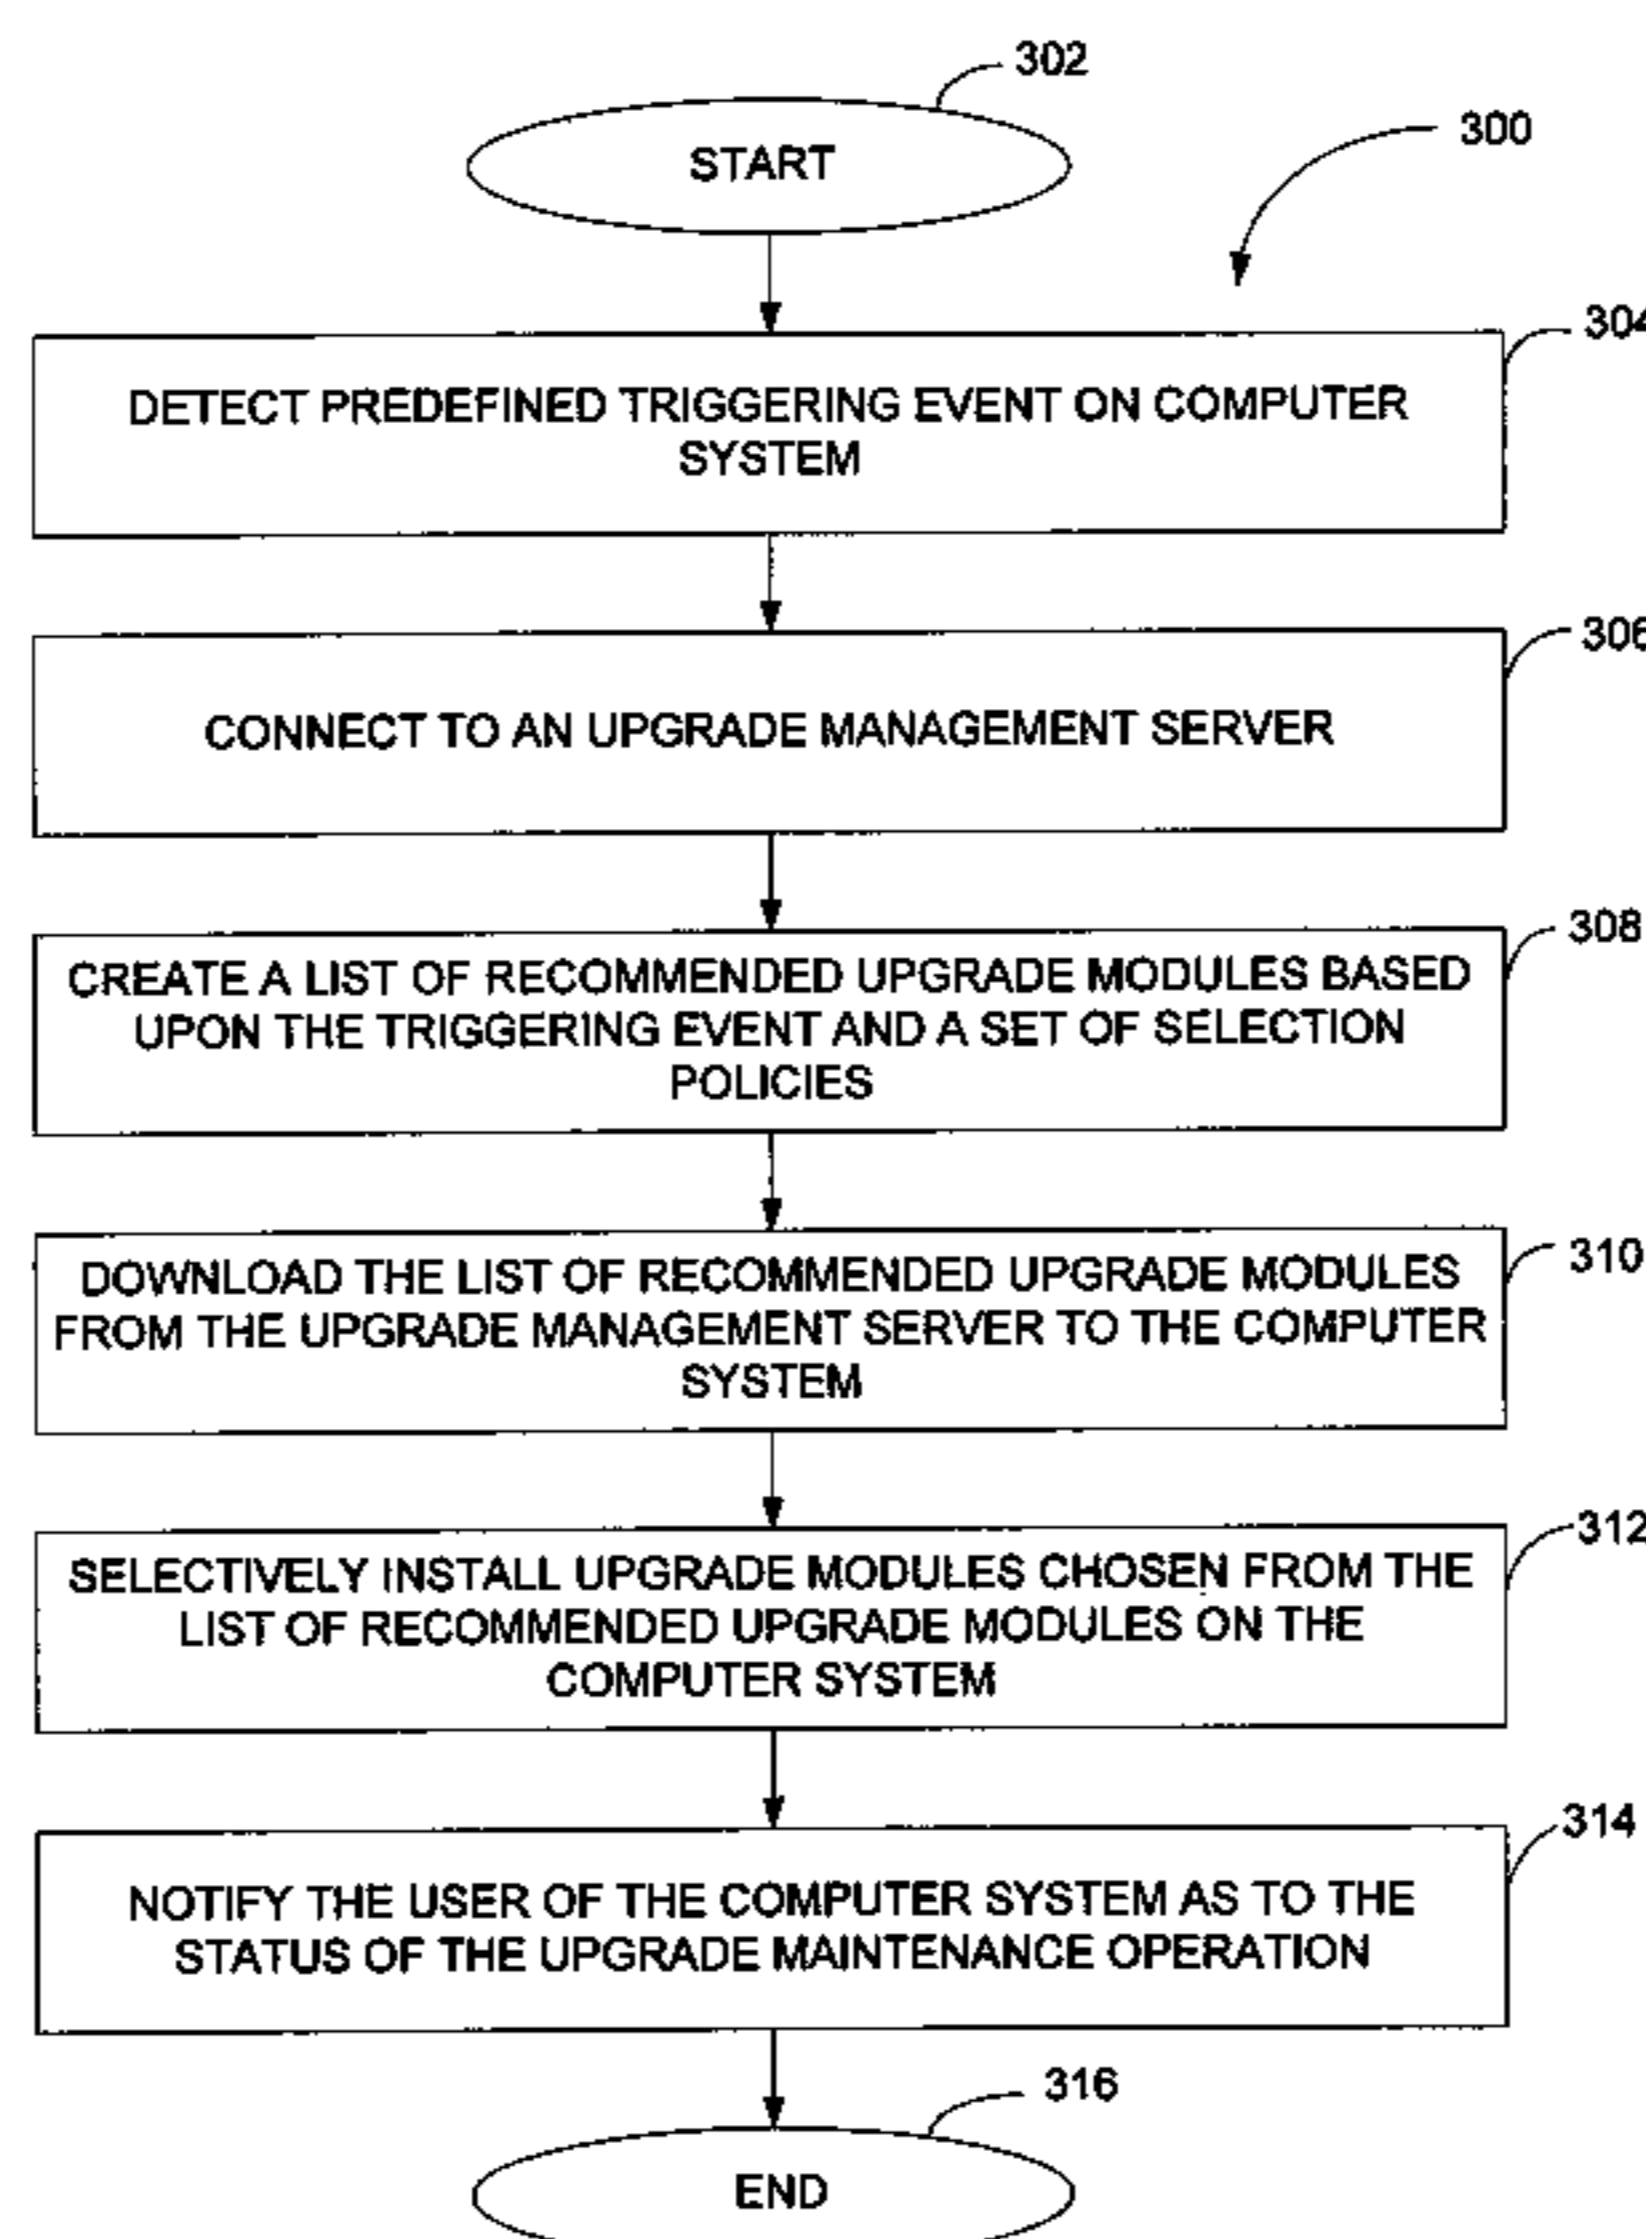 302
START
300
304
DETECT PREDEFINED TRIGGERING EVENT ON COMPUTER
SYSTEM
306
CONNECT TO AN UPGRADE MANAGEMENT SERVER
308
CREATE A LIST OF RECOMMENDED UPGRADE MODULES BASED
UPON THE TRIGGERING EVENT AND A SET OF SELECTION
POLICIES
310
DOWNLOAD THE LIST OF RECOMMENDED UPGRADE MODULES
FROM THE UPGRADE MANAGEMENT SERVER TO THE COMPUTER
SYSTEM
312
SELECTIVELY INSTALL UPGRADE MODULES CHOSEN FROM THE
LIST OF RECOMMENDED UPGRADE MODULES ON THE
COMPUTER SYSTEM
314
NOTIFY THE USER OF THE COMPUTER SYSTEM AS TO THE
STATUS OF THE UPGRADE MAINTENANCE OPERATION
316
END